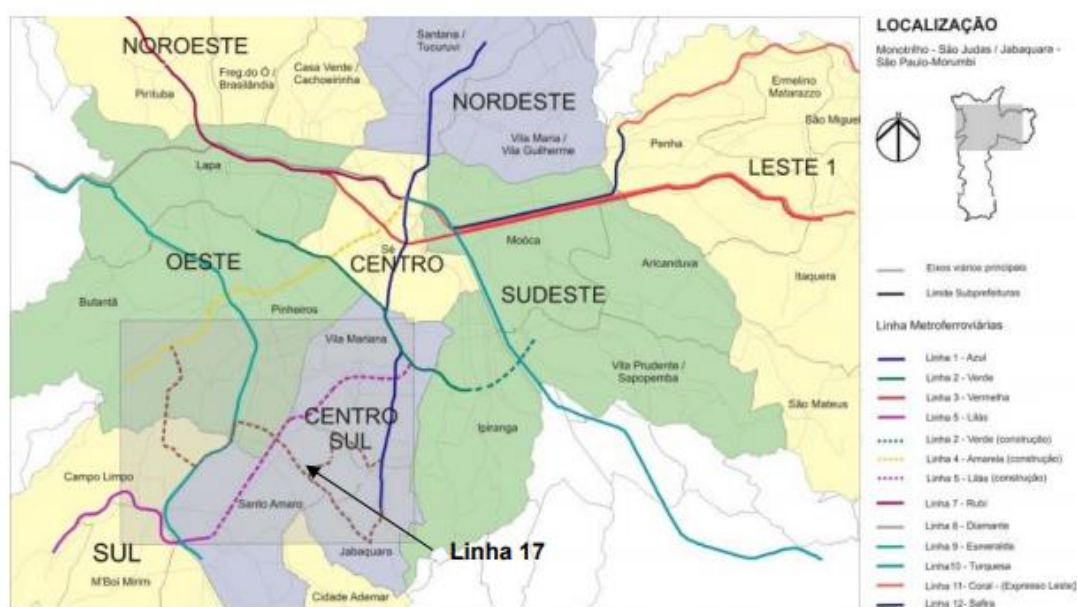 NOROESTE
Santana /
Tucuruvi
Casa Verde /
Cachoeirinha
Freg.do Ó /
Brasilândia
Pirituba
NORDESTE
Ermelino
Matarazzo
São Miguel
Vila Maria /
Vila Guilherme
Penha
LESTE 1
Lapa
Moóca
Sé
CENTRO
OESTE
Aricanduva
SUDESTE
Itaquera
Butantã
Pinheiros
Vila Mariana
Vila Prudente /
Sapopemba
São Mateus
CENTRO
SUL
Ipiranga
Campo Limpo
Santo Amaro
Linha 17
SUL
Jabaquara
M'Boi Mirim
Cidade Ademar
LOCALIZAÇÃO
Monotrilho - São Judas / Jabaquara -
São Paulo-Morumbi
N
Eixos viários principais
Limite Subprefeituras
Linha Metroferroviárias
Linha 1 - Azul
Linha 2 - Verde
Linha 3 - Vermelha
Linha 5 - Lilás
Linha 2 - Verde (construção)
Linha 4 - Amarela (construção)
Linha 5 - Lilás (construção)
Linha 7 - Rubi
Linha 8 - Diamante
Linha 9 - Esmeralda
Linha10 - Turquesa
Linha 11- Coral - (Expresso Leste)
Linha 12- Safira